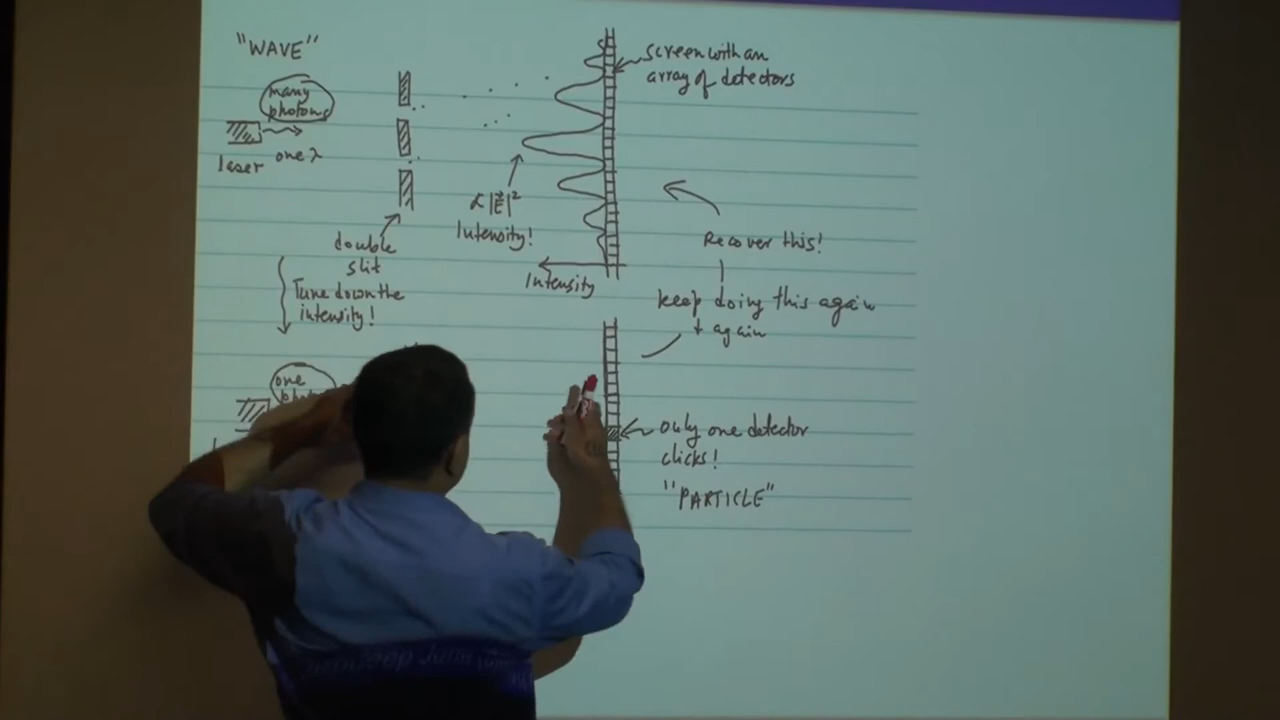 "WAVE"
many
photons
laser
one λ
double
slit
Tune down the
intensity!
∝ |E⃗|²
Intensity!
Intensity
screen with an
array of detectors
Recover this!
keep doing this again
+ again
one
only one detector
clicks!
"PARTICLE"